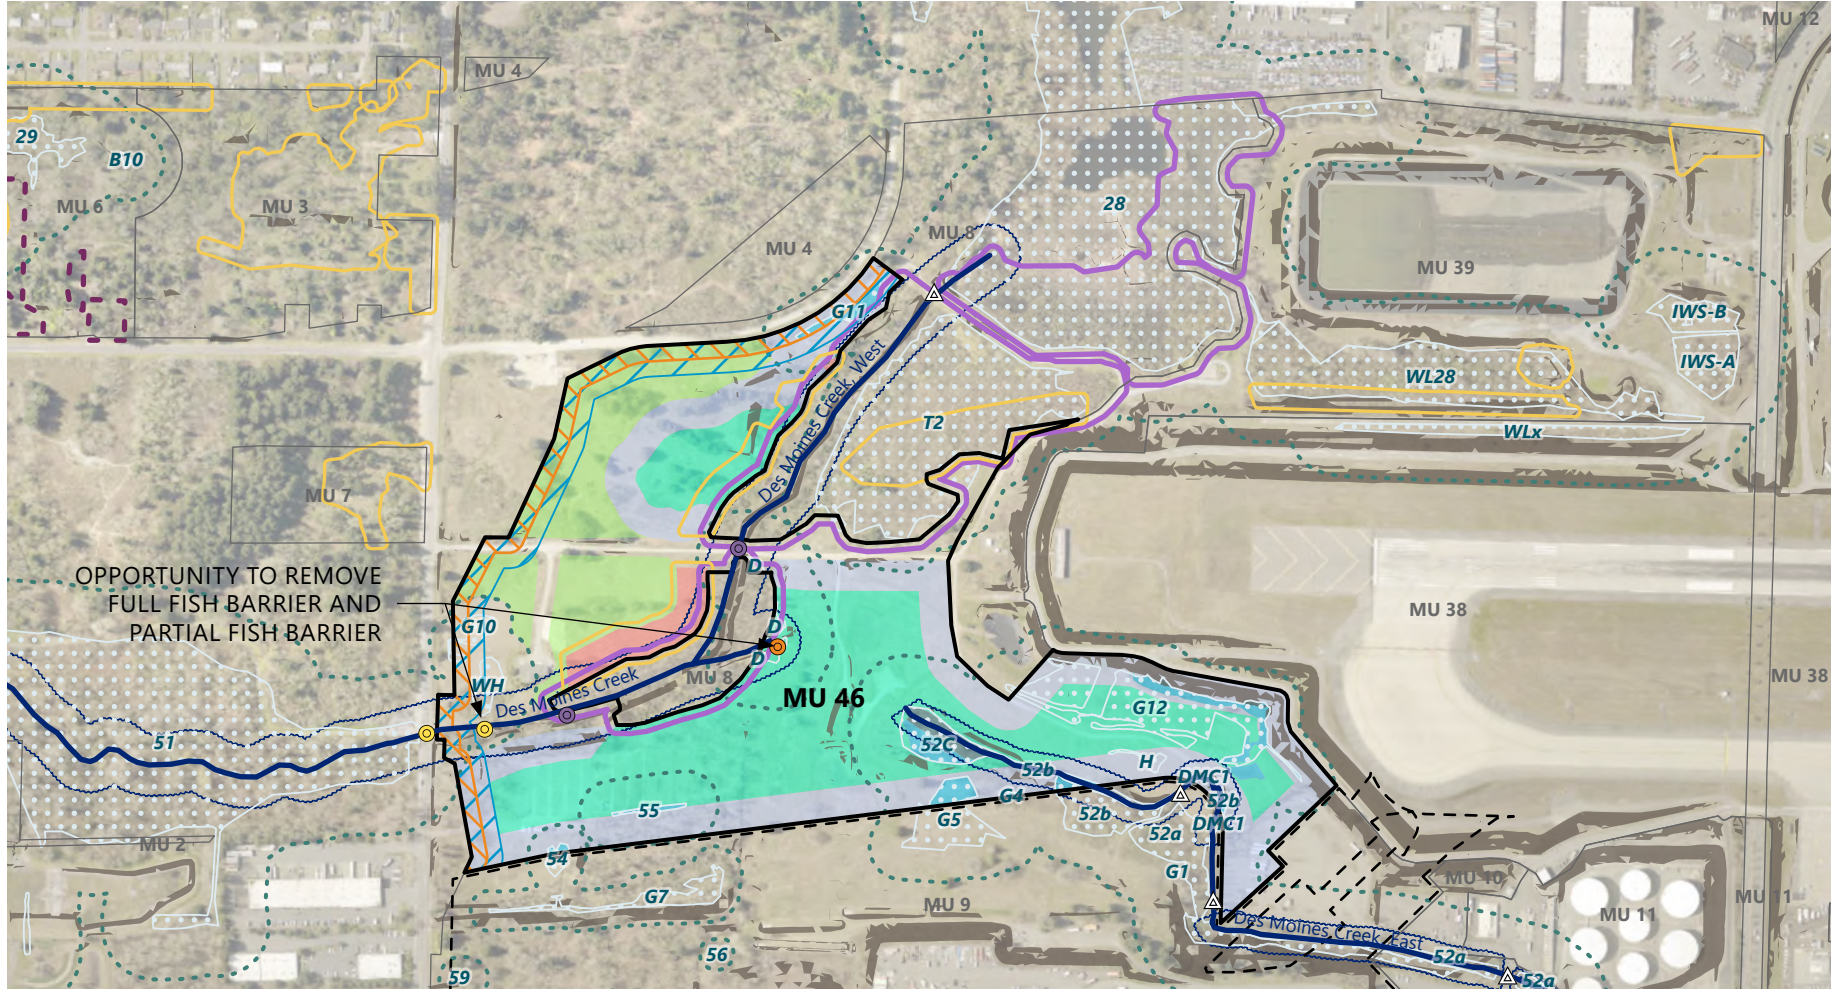 MU 12
MU 4
29
B10
MU 6
MU 3
28
MU 8
MU 4
MU 39
G11
IWS-B
IWS-A
WL28
Des Moines Creek, West
T2
WLx
MU 7
OPPORTUNITY TO REMOVE
FULL FISH BARRIER AND
PARTIAL FISH BARRIER
D
MU 38
G10
D
D
MU 8
MU 38
WH
Des Moines Creek
MU 46
G12
51
52C
H
52b
DMC1
G4
52b
55
G5
52b
DMC1
52a
MU 2
54
G1
G7
MU 9
MU 10
MU 11
MU 11
Des Moines Creek, East
56
52a
59
52a